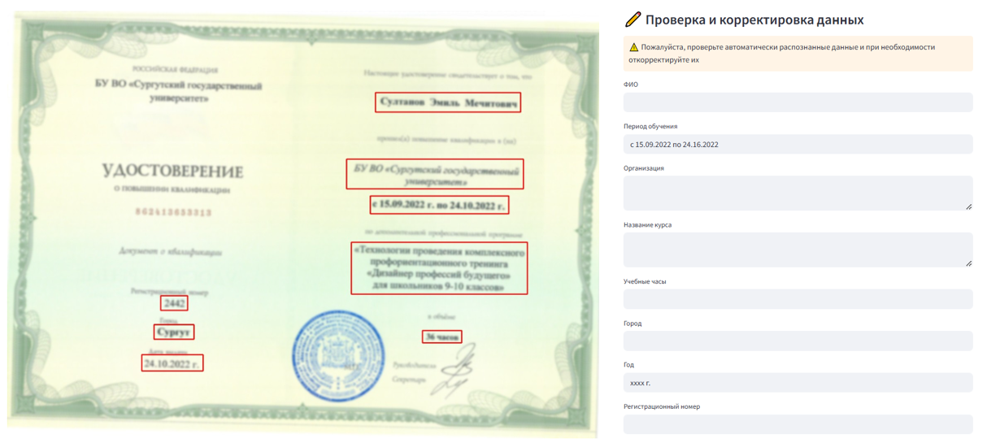 РОССИЙСКАЯ ФЕДЕРАЦИЯ
БУ ВО «Сургутский государственный
университет»
УДОСТОВЕРЕНИЕ
О ПОВЫШЕНИИ КВАЛИФИКАЦИИ
862413653313
Документ о квалификации
Регистрационный номер
2442
Город
Сургут
Дата выдачи
24.10.2022 г.
Настоящее удостоверение свидетельствует о том, что
Султанов Эмиль Мечитович
прошел(а) повышение квалификации в (на)
БУ ВО «Сургутский государственный
университет»
с 15.09.2022 г. по 24.10.2022 г.
по дополнительной профессиональной программе
«Технологии проведения комплексного
профориентационного тренинга
«Дизайнер профессий будущего»
для школьников 9-10 классов»
в объёме
36 часов
Руководитель
Секретарь
Проверка и корректировка данных
Пожалуйста, проверьте автоматически распознанные данные и при необходимости
откорректируйте их
ФИО
Период обучения
с 15.09.2022 по 24.16.2022
Организация
Название курса
Учебные часы
Город
Год
хххх г.
Регистрационный номер